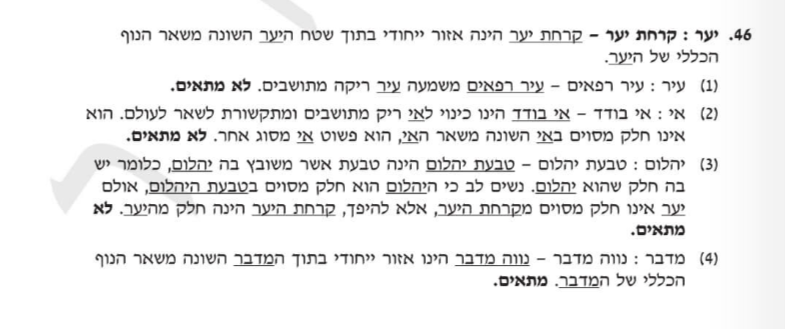 46. יער : קרחת יער – קרחת יער הינה אזור ייחודי בתוך שטח היער השונה משאר הנוף
הכללי של היער.
(1) עיר : עיר רפאים – עיר רפאים משמעה עיר ריקה מתושבים. לא מתאים.
(2) אי : אי בודד – אי בודד הינו כינוי לאי ריק מתושבים ומתקשורת לשאר לעולם. הוא
אינו חלק מסוים באי השונה משאר האי, הוא פשוט אי מסוג אחר. לא מתאים.
(3) יהלום : טבעת יהלום – טבעת יהלום הינה טבעת אשר משובץ בה יהלום, כלומר יש
בה חלק שהוא יהלום. נשים לב כי היהלום הוא חלק מסוים בטבעת היהלום, אולם
יער אינו חלק מסוים מקרחת היער, אלא להיפך, קרחת היער הינה חלק מהיער. לא
מתאים.
(4) מדבר : נווה מדבר – נווה מדבר הינו אזור ייחודי בתוך המדבר השונה משאר הנוף
הכללי של המדבר. מתאים.